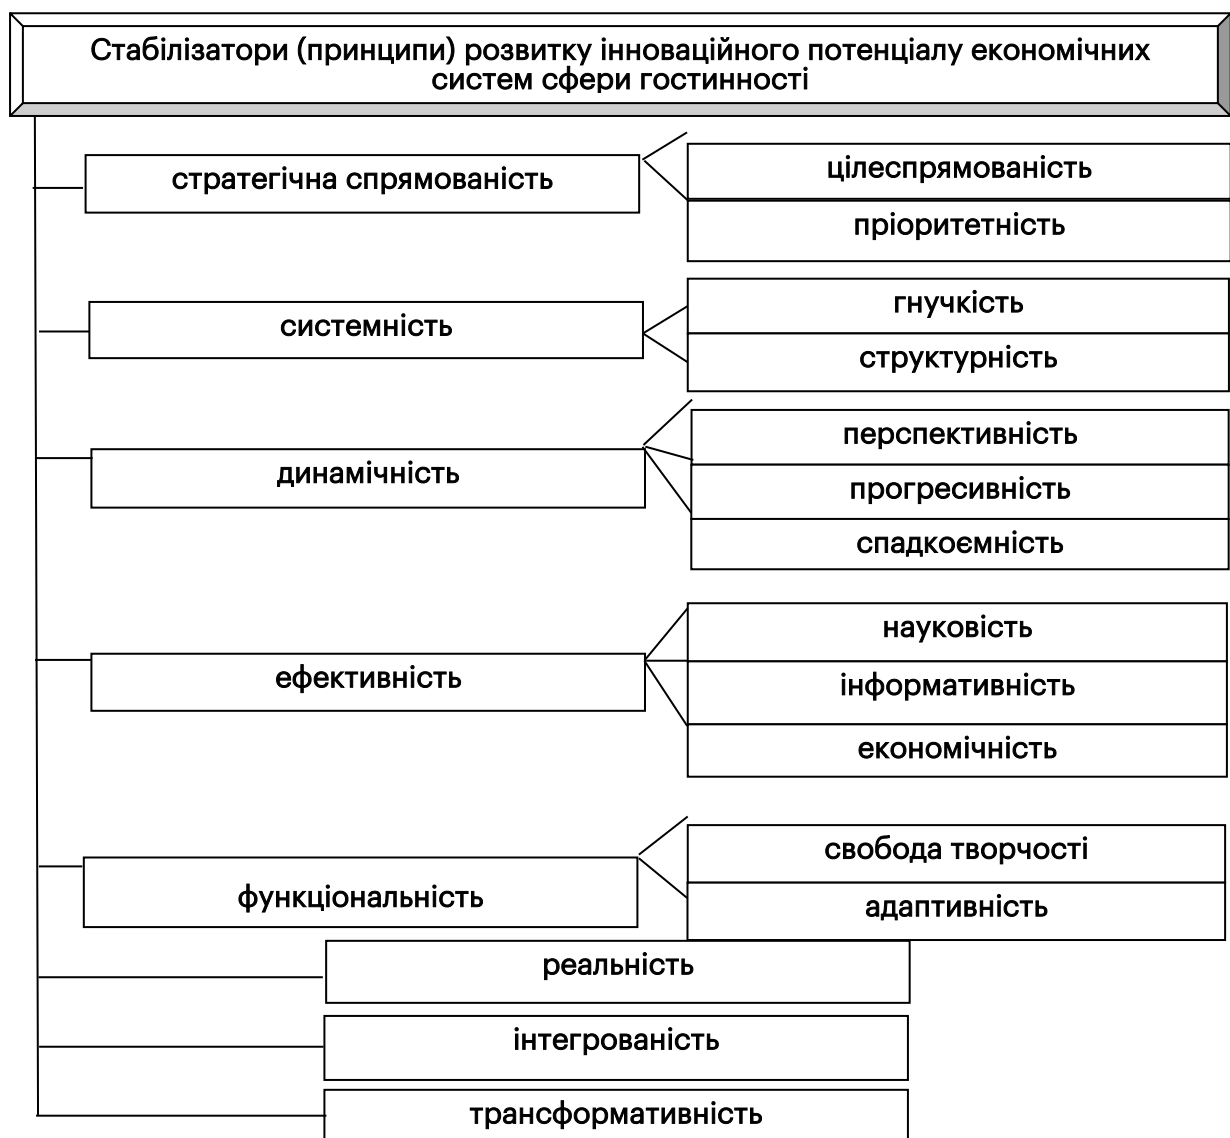 Стабілізатори (принципи) розвитку інноваційного потенціалу економічних
систем сфери гостинності
стратегічна спрямованість
цілеспрямованість
пріоритетність
системність
гнучкість
структурність
динамічність
перспективність
прогресивність
спадкоємність
ефективність
науковість
інформативність
економічність
функціональність
свобода творчості
адаптивність
реальність
інтегрованість
трансформативність